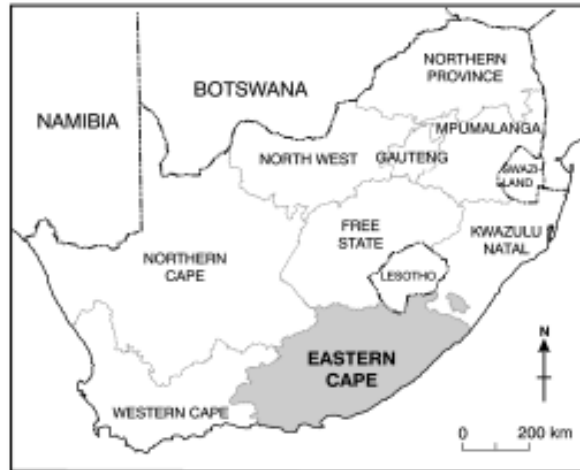 NORTHERN
PROVINCE
BOTSWANA
NAMIBIA
MPUMALANGA
NORTH WEST
GAUTENG
SWAZI
LAND
FREE
STATE
KWAZULU
NATAL
NORTHERN
CAPE
LESOTHO
EASTERN
CAPE
WESTERN CAPE
N
0 200 km